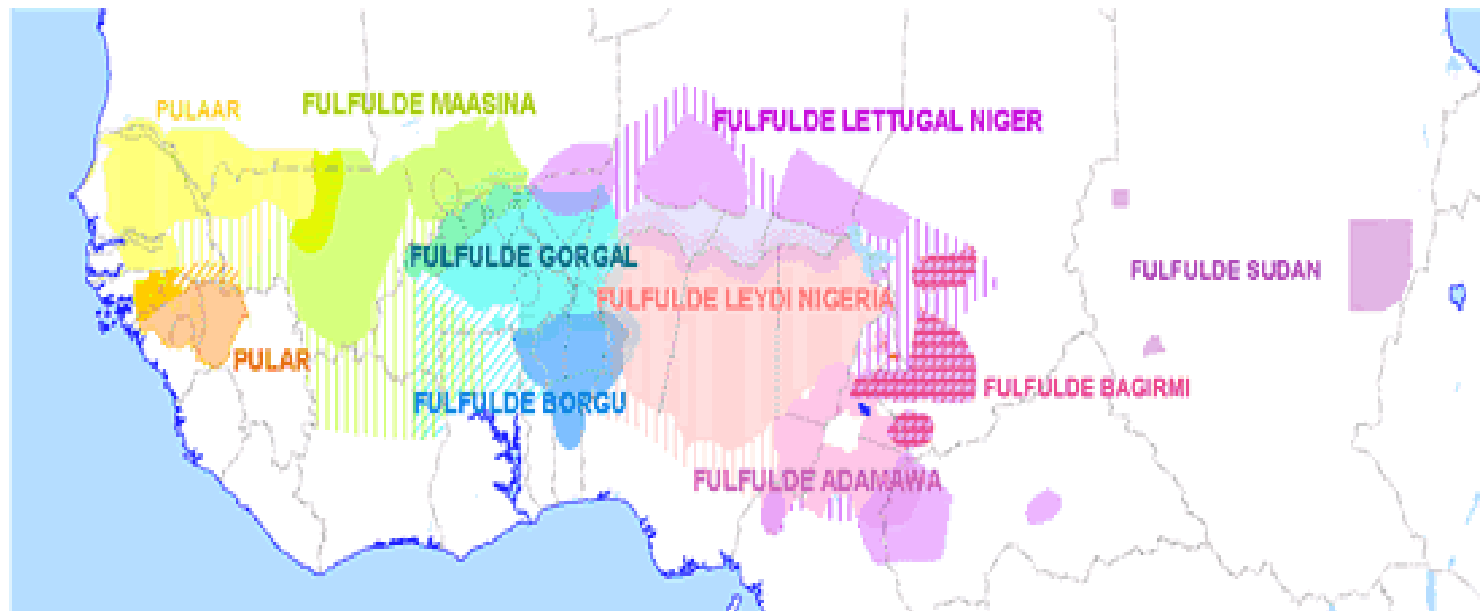 PULAAR
FULFULDE MAASINA
FULFULDE LETTUGAL NIGER
FULFULDE GORGAL
FULFULDE SUDAN
FULFULDE LEYDI NIGERIA
PULAR
FULFULDE BAGIRMI
FULFULDE BORGU
FULFULDE ADAMAWA